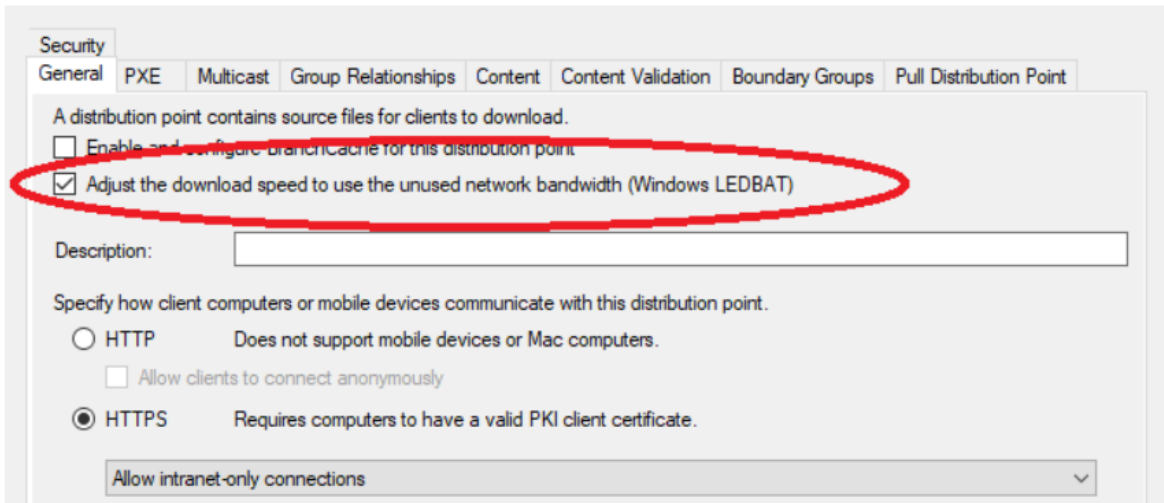 Security
General PXE Multicast Group Relationships Content Content Validation Boundary Groups Pull Distribution Point
A distribution point contains source files for clients to download.
Enable and configure BranchCache for this distribution point
Adjust the download speed to use the unused network bandwidth (Windows LEDBAT)
Description:
Specify how client computers or mobile devices communicate with this distribution point.
HTTP Does not support mobile devices or Mac computers.
Allow clients to connect anonymously
HTTPS Requires computers to have a valid PKI client certificate.
Allow intranet-only connections